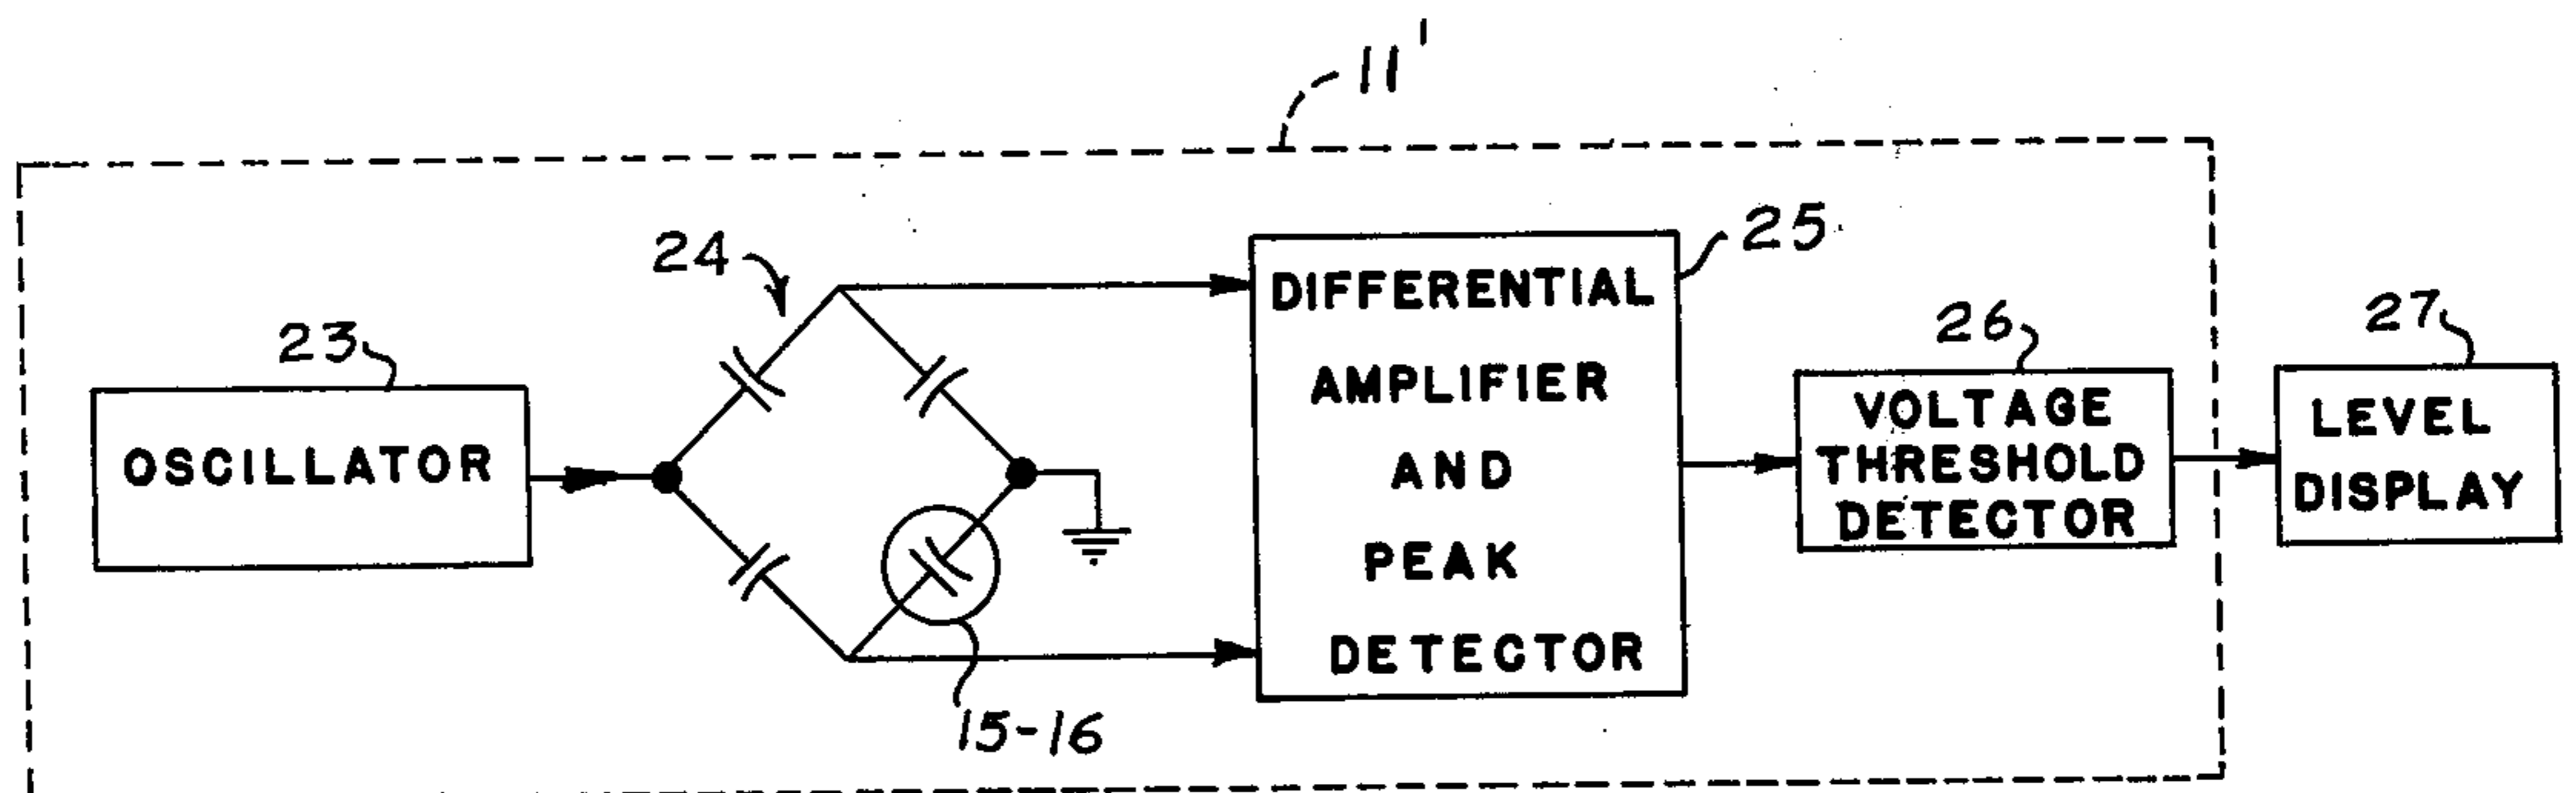 11'
24
25
23
26
27
OSCILLATOR
DIFFERENTIAL
AMPLIFIER
AND
PEAK
DETECTOR
VOLTAGE
THRESHOLD
DETECTOR
LEVEL
DISPLAY
15-16